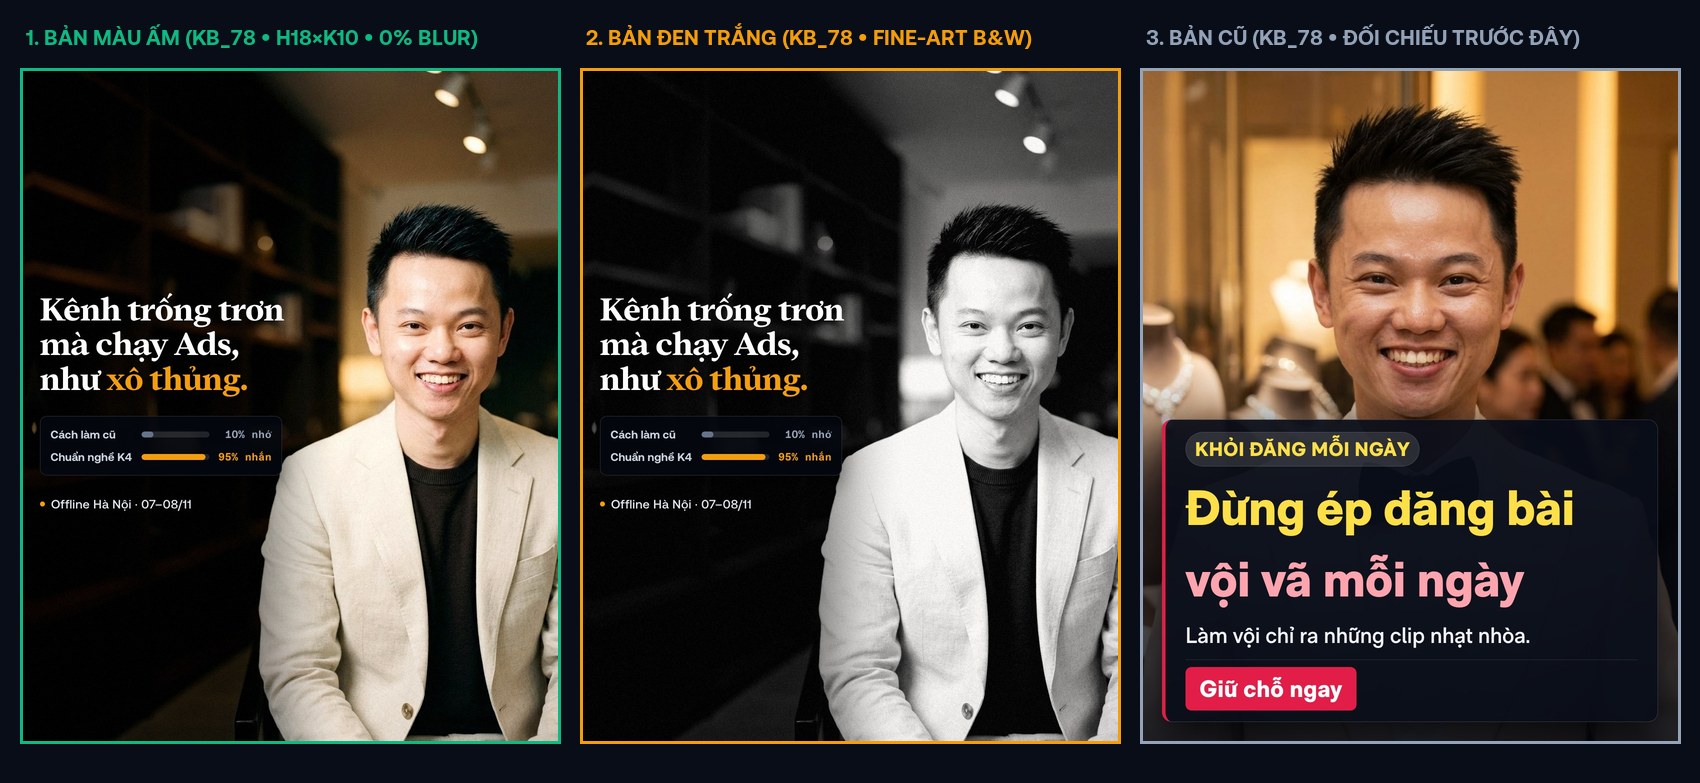 1. BẢN MÀU ẤM (KB_78 • H18×K10 • 0% BLUR)
Kênh trống trơn
mà chạy Ads,
như xô thủng.
Cách làm cũ 10% nhớ
Chuẩn nghề K4 95% nhắn
Offline Hà Nội · 07–08/11
2. BẢN ĐEN TRẮNG (KB_78 • FINE-ART B&W)
Kênh trống trơn
mà chạy Ads,
như xô thủng.
Cách làm cũ 10% nhớ
Chuẩn nghề K4 95% nhắn
Offline Hà Nội · 07–08/11
3. BẢN CŨ (KB_78 • ĐỐI CHIẾU TRƯỚC ĐÂY)
KHỎI ĐĂNG MỖI NGÀY
Đừng ép đăng bài
vội vã mỗi ngày
Làm vội chỉ ra những clip nhạt nhòa.
Giữ chỗ ngay